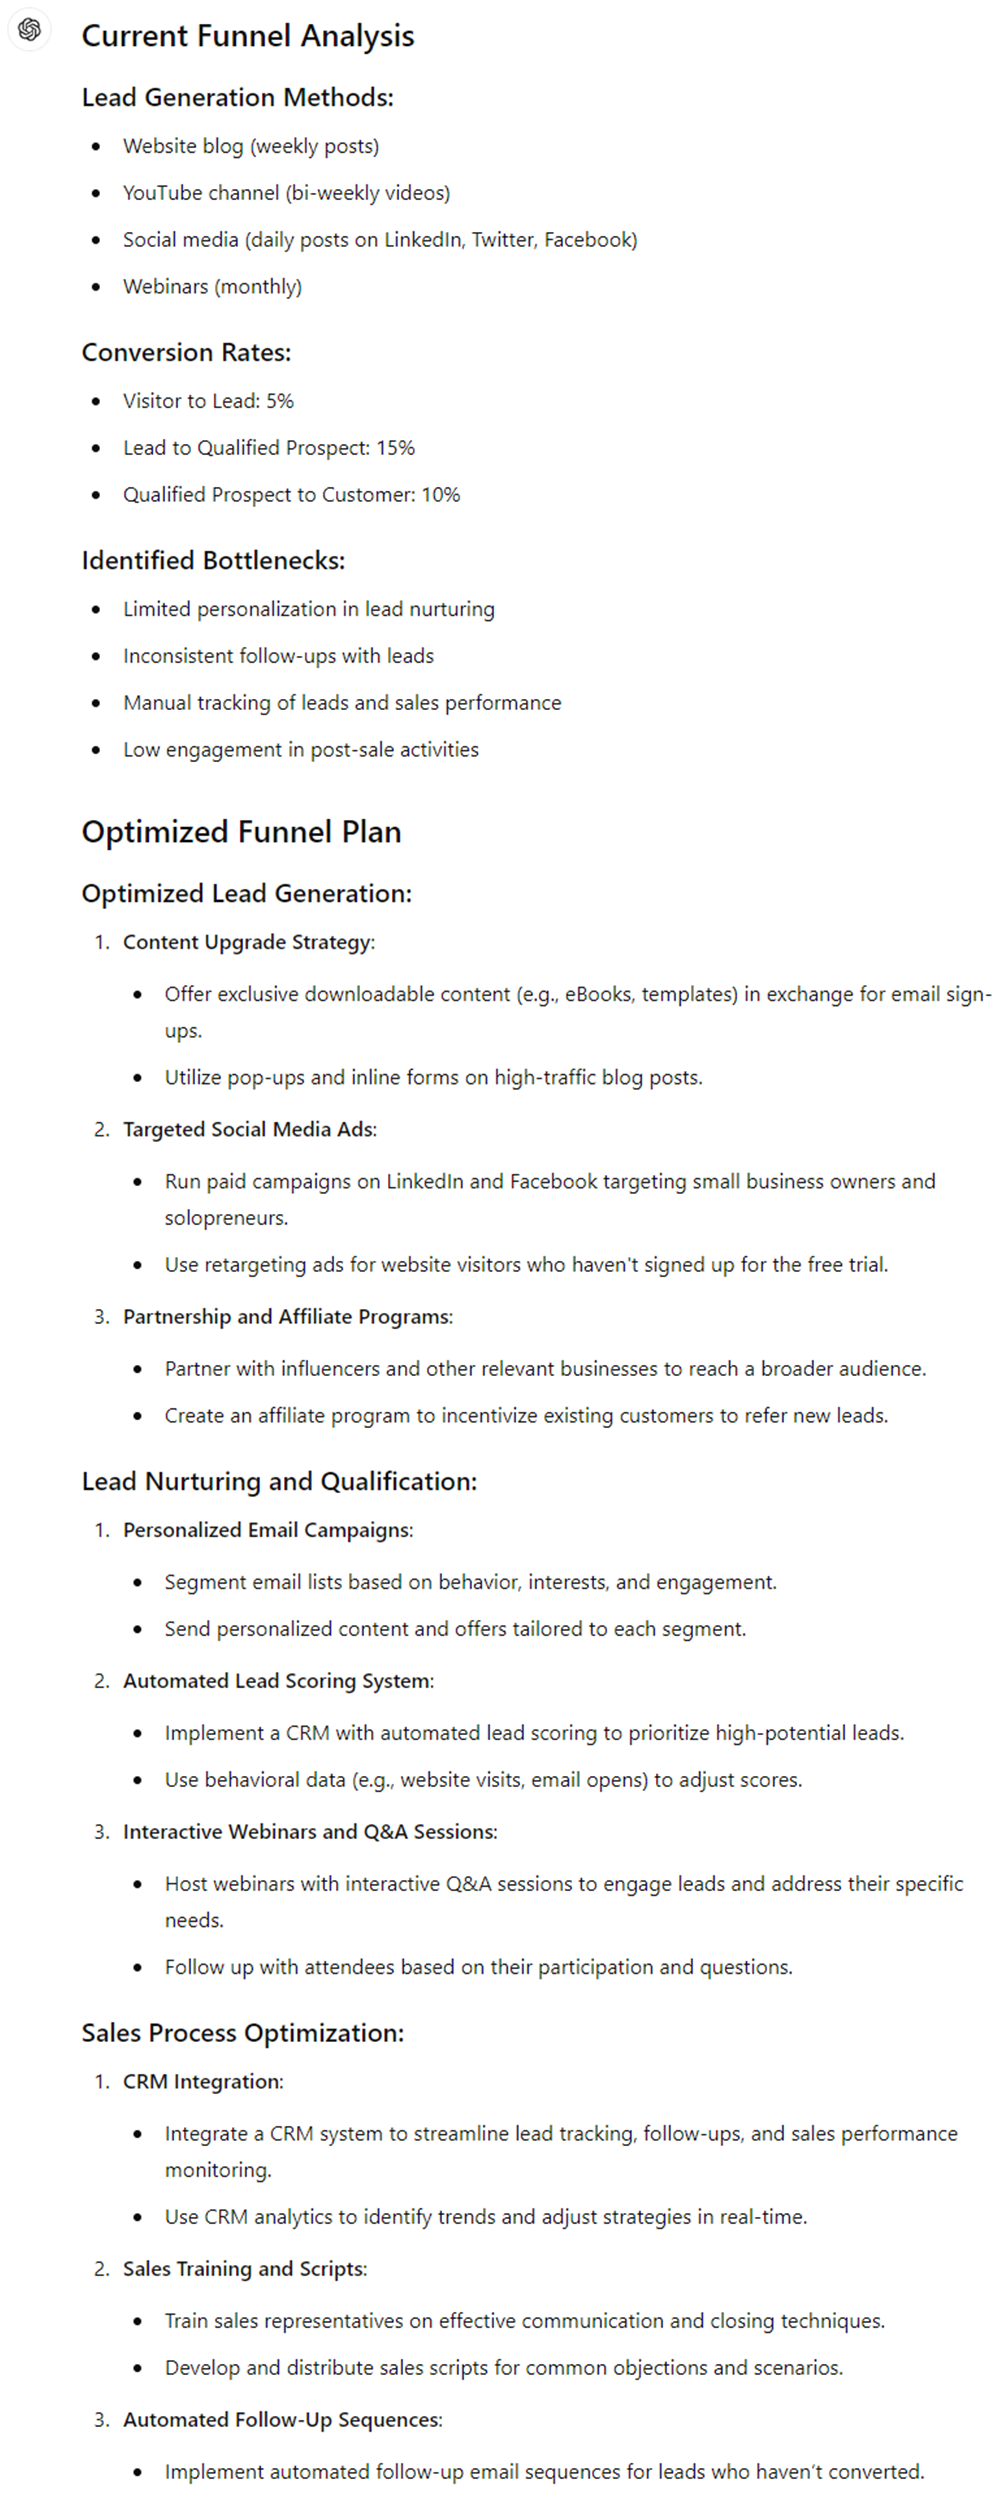 Current Funnel Analysis
Lead Generation Methods:
• Website blog (weekly posts)
• YouTube channel (bi-weekly videos)
• Social media (daily posts on LinkedIn, Twitter, Facebook)
• Webinars (monthly)
Conversion Rates:
• Visitor to Lead: 5%
• Lead to Qualified Prospect: 15%
• Qualified Prospect to Customer: 10%
Identified Bottlenecks:
• Limited personalization in lead nurturing
• Inconsistent follow-ups with leads
• Manual tracking of leads and sales performance
• Low engagement in post-sale activities
Optimized Funnel Plan
Optimized Lead Generation:
1. Content Upgrade Strategy:
• Offer exclusive downloadable content (e.g., eBooks, templates) in exchange for email sign-
ups.
• Utilize pop-ups and inline forms on high-traffic blog posts.
2. Targeted Social Media Ads:
• Run paid campaigns on LinkedIn and Facebook targeting small business owners and
solopreneurs.
• Use retargeting ads for website visitors who haven't signed up for the free trial.
3. Partnership and Affiliate Programs:
• Partner with influencers and other relevant businesses to reach a broader audience.
• Create an affiliate program to incentivize existing customers to refer new leads.
Lead Nurturing and Qualification:
1. Personalized Email Campaigns:
• Segment email lists based on behavior, interests, and engagement.
• Send personalized content and offers tailored to each segment.
2. Automated Lead Scoring System:
• Implement a CRM with automated lead scoring to prioritize high-potential leads.
• Use behavioral data (e.g., website visits, email opens) to adjust scores.
3. Interactive Webinars and Q&A Sessions:
• Host webinars with interactive Q&A sessions to engage leads and address their specific
needs.
• Follow up with attendees based on their participation and questions.
Sales Process Optimization:
1. CRM Integration:
• Integrate a CRM system to streamline lead tracking, follow-ups, and sales performance
monitoring.
• Use CRM analytics to identify trends and adjust strategies in real-time.
2. Sales Training and Scripts:
• Train sales representatives on effective communication and closing techniques.
• Develop and distribute sales scripts for common objections and scenarios.
3. Automated Follow-Up Sequences:
• Implement automated follow-up email sequences for leads who haven't converted.